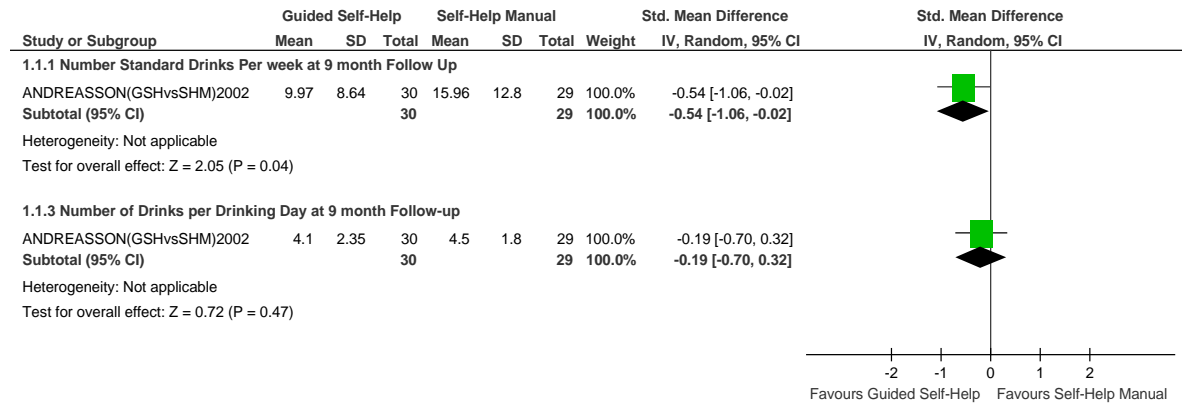 Guided Self-Help Self-Help Manual Std. Mean Difference Std. Mean Difference
Study or Subgroup Mean SD Total Mean SD Total Weight IV, Random, 95% CI IV, Random, 95% CI
1.1.1 Number Standard Drinks Per week at 9 month Follow Up
ANDREASSON(GSHvsSHM)2002 9.97 8.64 30 15.96 12.8 29 100.0% -0.54 [-1.06, -0.02]
Subtotal (95% CI) 30 29 100.0% -0.54 [-1.06, -0.02]
Heterogeneity: Not applicable
Test for overall effect: Z = 2.05 (P = 0.04)
1.1.3 Number of Drinks per Drinking Day at 9 month Follow-up
ANDREASSON(GSHvsSHM)2002 4.1 2.35 30 4.5 1.8 29 100.0% -0.19 [-0.70, 0.32]
Subtotal (95% CI) 30 29 100.0% -0.19 [-0.70, 0.32]
Heterogeneity: Not applicable
Test for overall effect: Z = 0.72 (P = 0.47)
-2 -1 0 1 2
Favours Guided Self-Help Favours Self-Help Manual